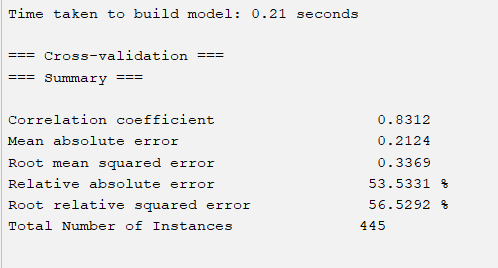 Time taken to build model: 0.21 seconds
=== Cross-validation ===
=== Summary ===
Correlation coefficient 0.8312
Mean absolute error 0.2124
Root mean squared error 0.3369
Relative absolute error 53.5331 %
Root relative squared error 56.5292 %
Total Number of Instances 445